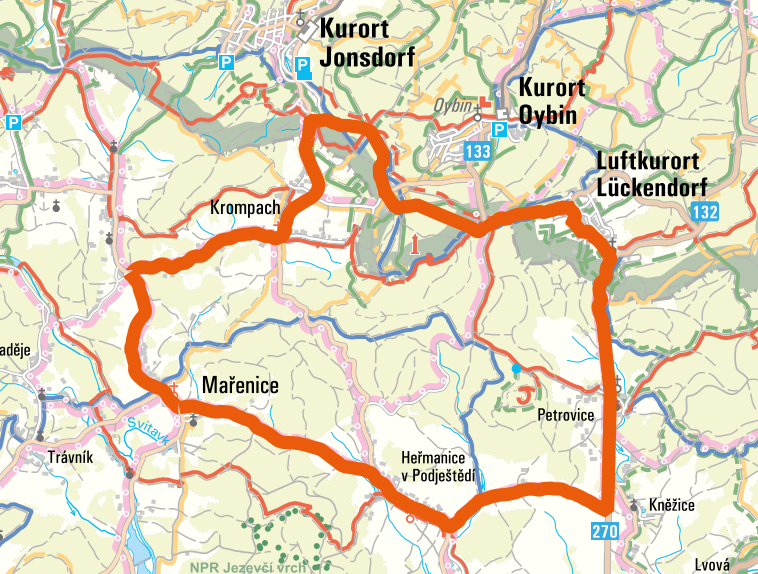 Kurort
Jonsdorf
P
P
P
Oybin
Kurort
Oybin
P
133
Luftkurort
Lückendorf
132
Krompach
aděje
Mařenice
Svitávk
Trávník
Petrovice
Heřmanice
v Podještědí
Kněžice
270
Lvová
NPR Jezevčí vrch